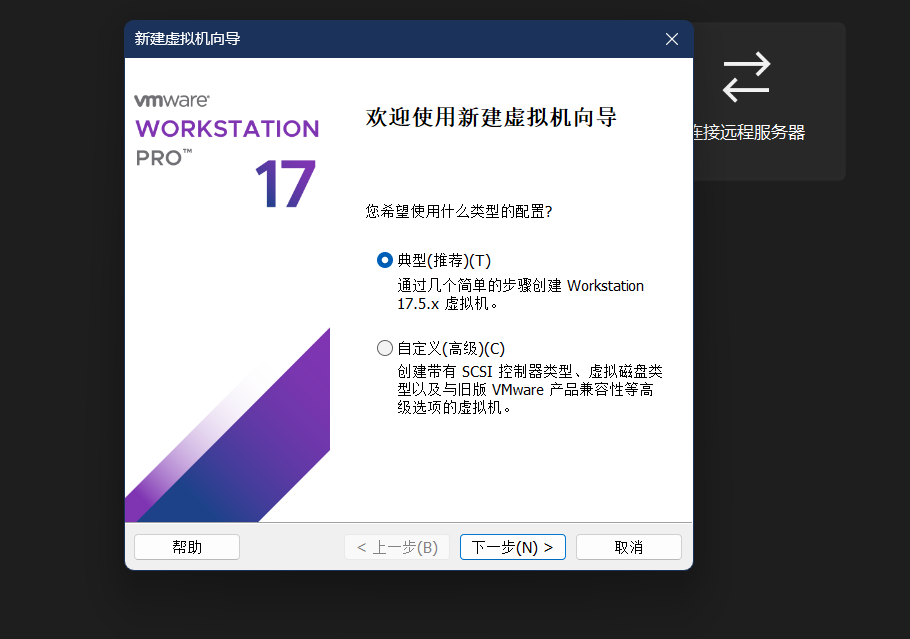 新建虚拟机向导
vmware
WORKSTATION
PRO™
17
欢迎使用新建虚拟机向导
您希望使用什么类型的配置?
典型(推荐)(T)
通过几个简单的步骤创建 Workstation
17.5.x 虚拟机。
自定义(高级)(C)
创建带有 SCSI 控制器类型、虚拟磁盘类
型以及与旧版 VMware 产品兼容性等高
级选项的虚拟机。
帮助
< 上一步(B)
下一步(N) >
取消
连接远程服务器